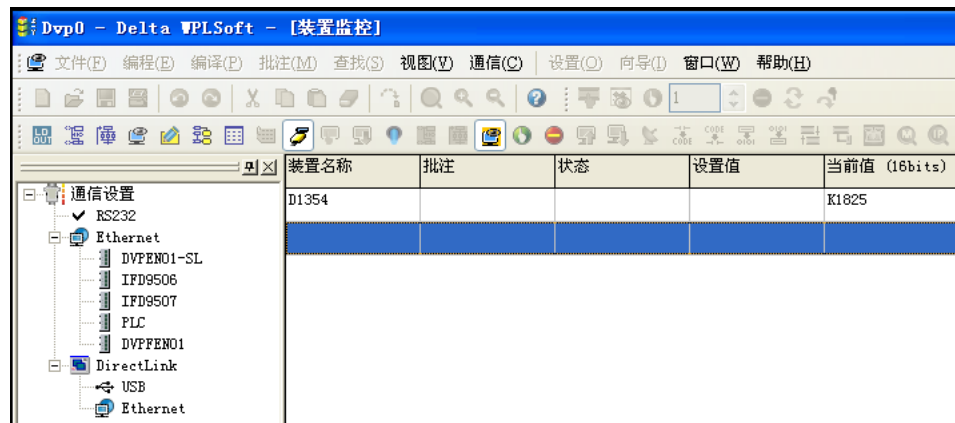 Dvp0 - Delta WPLSoft - [装置监控]
文件(F) 编程(E) 编译(P) 批注(M) 查找(S) 视图(V) 通信(C) 设置(O) 向导(I) 窗口(W) 帮助(H)
1
装置名称 批注 状态 设置值 当前值 (16bits)
D1354 K1825
通信设置
RS232
Ethernet
DVPEN01-SL
IFD9506
IFD9507
PLC
DVPFEN01
DirectLink
USB
Ethernet